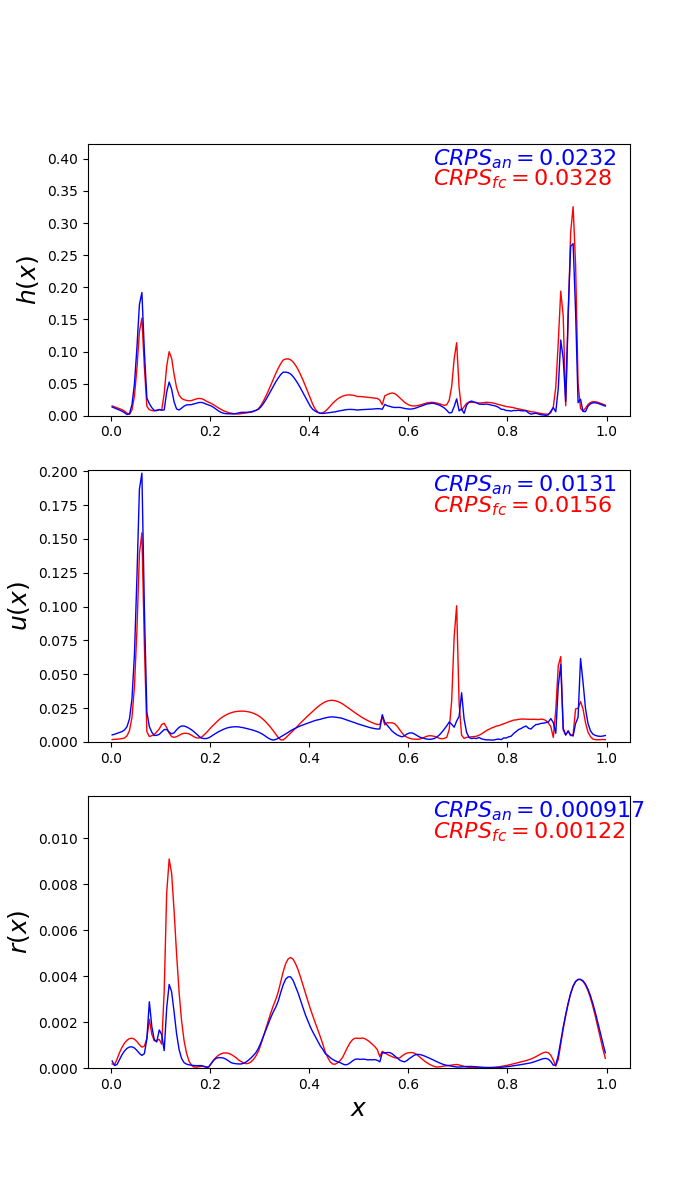 CRPS_an = 0.0232
CRPS_fc = 0.0328
h(x)
0.40
0.35
0.30
0.25
0.20
0.15
0.10
0.05
0.00
0.0 0.2 0.4 0.6 0.8 1.0
CRPS_an = 0.0131
CRPS_fc = 0.0156
u(x)
0.200
0.175
0.150
0.125
0.100
0.075
0.050
0.025
0.000
0.0 0.2 0.4 0.6 0.8 1.0
CRPS_an = 0.000917
CRPS_fc = 0.00122
r(x)
0.010
0.008
0.006
0.004
0.002
0.000
0.0 0.2 0.4 0.6 0.8 1.0
x